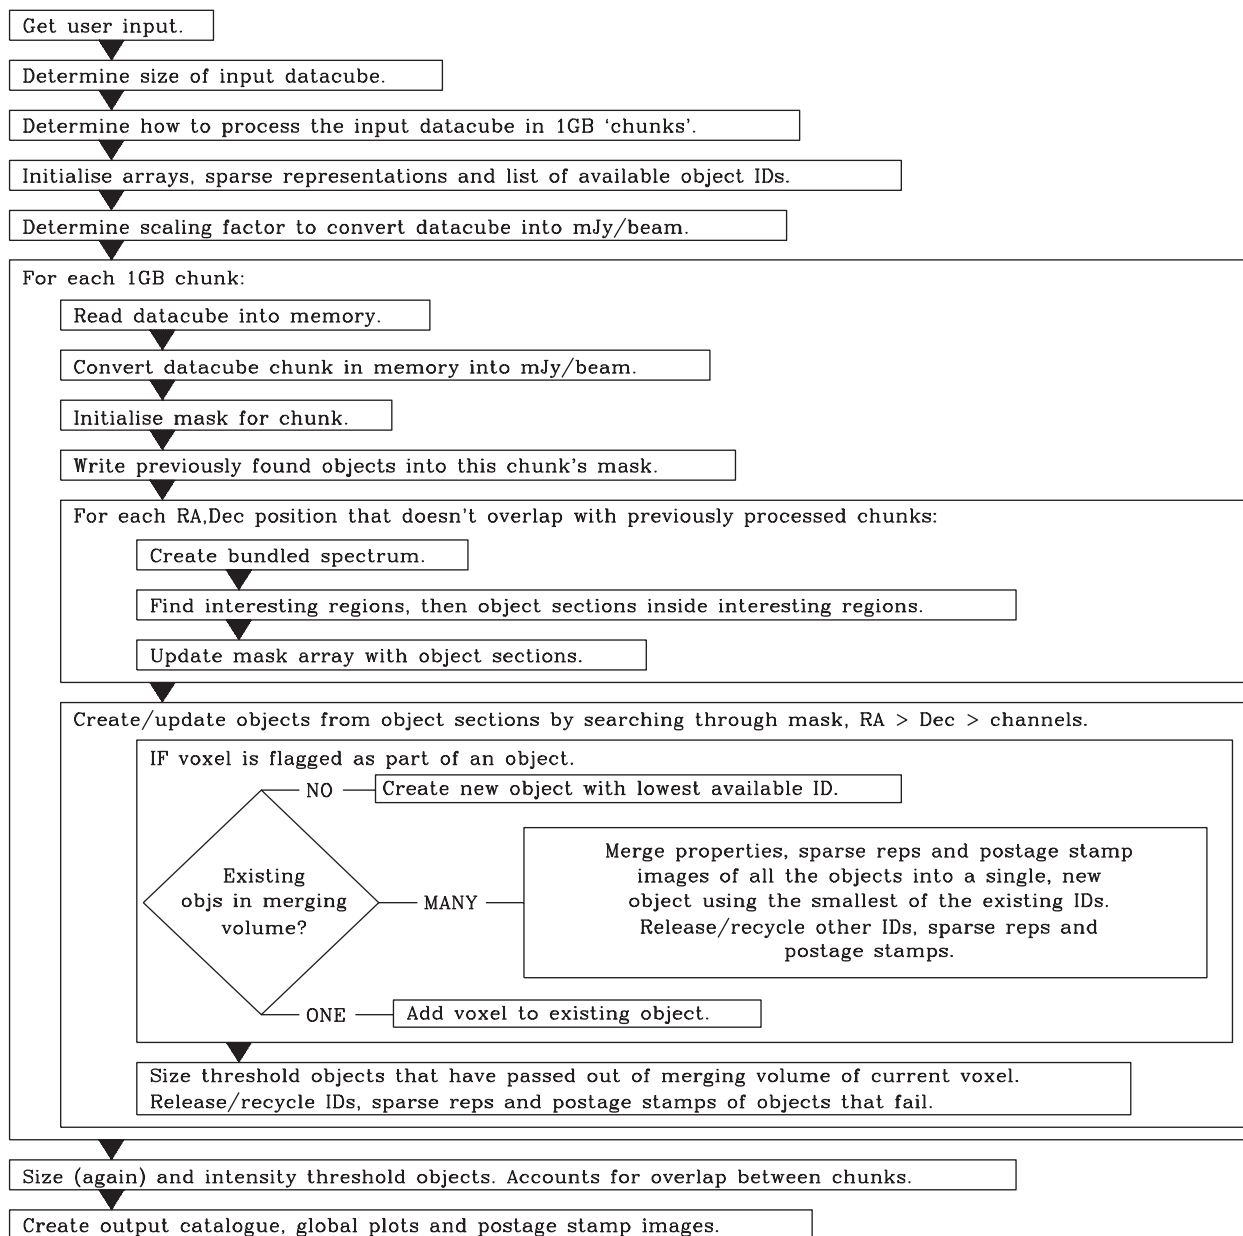 Get user input.
Determine size of input datacube.
Determine how to process the input datacube in 1GB ‘chunks’.
Initialise arrays, sparse representations and list of available object IDs.
Determine scaling factor to convert datacube into mJy/beam.
For each 1GB chunk:
Read datacube into memory.
Convert datacube chunk in memory into mJy/beam.
Initialise mask for chunk.
Write previously found objects into this chunk's mask.
For each RA,Dec position that doesn't overlap with previously processed chunks:
Create bundled spectrum.
Find interesting regions, then object sections inside interesting regions.
Update mask array with object sections.
Create/update objects from object sections by searching through mask, RA > Dec > channels.
IF voxel is flagged as part of an object.
NO
Create new object with lowest available ID.
Existing
objs in merging
volume?
MANY
Merge properties, sparse reps and postage stamp
images of all the objects into a single, new
object using the smallest of the existing IDs.
Release/recycle other IDs, sparse reps and
postage stamps.
ONE
Add voxel to existing object.
Size threshold objects that have passed out of merging volume of current voxel.
Release/recycle IDs, sparse reps and postage stamps of objects that fail.
Size (again) and intensity threshold objects. Accounts for overlap between chunks.
Create output catalogue, global plots and postage stamp images.